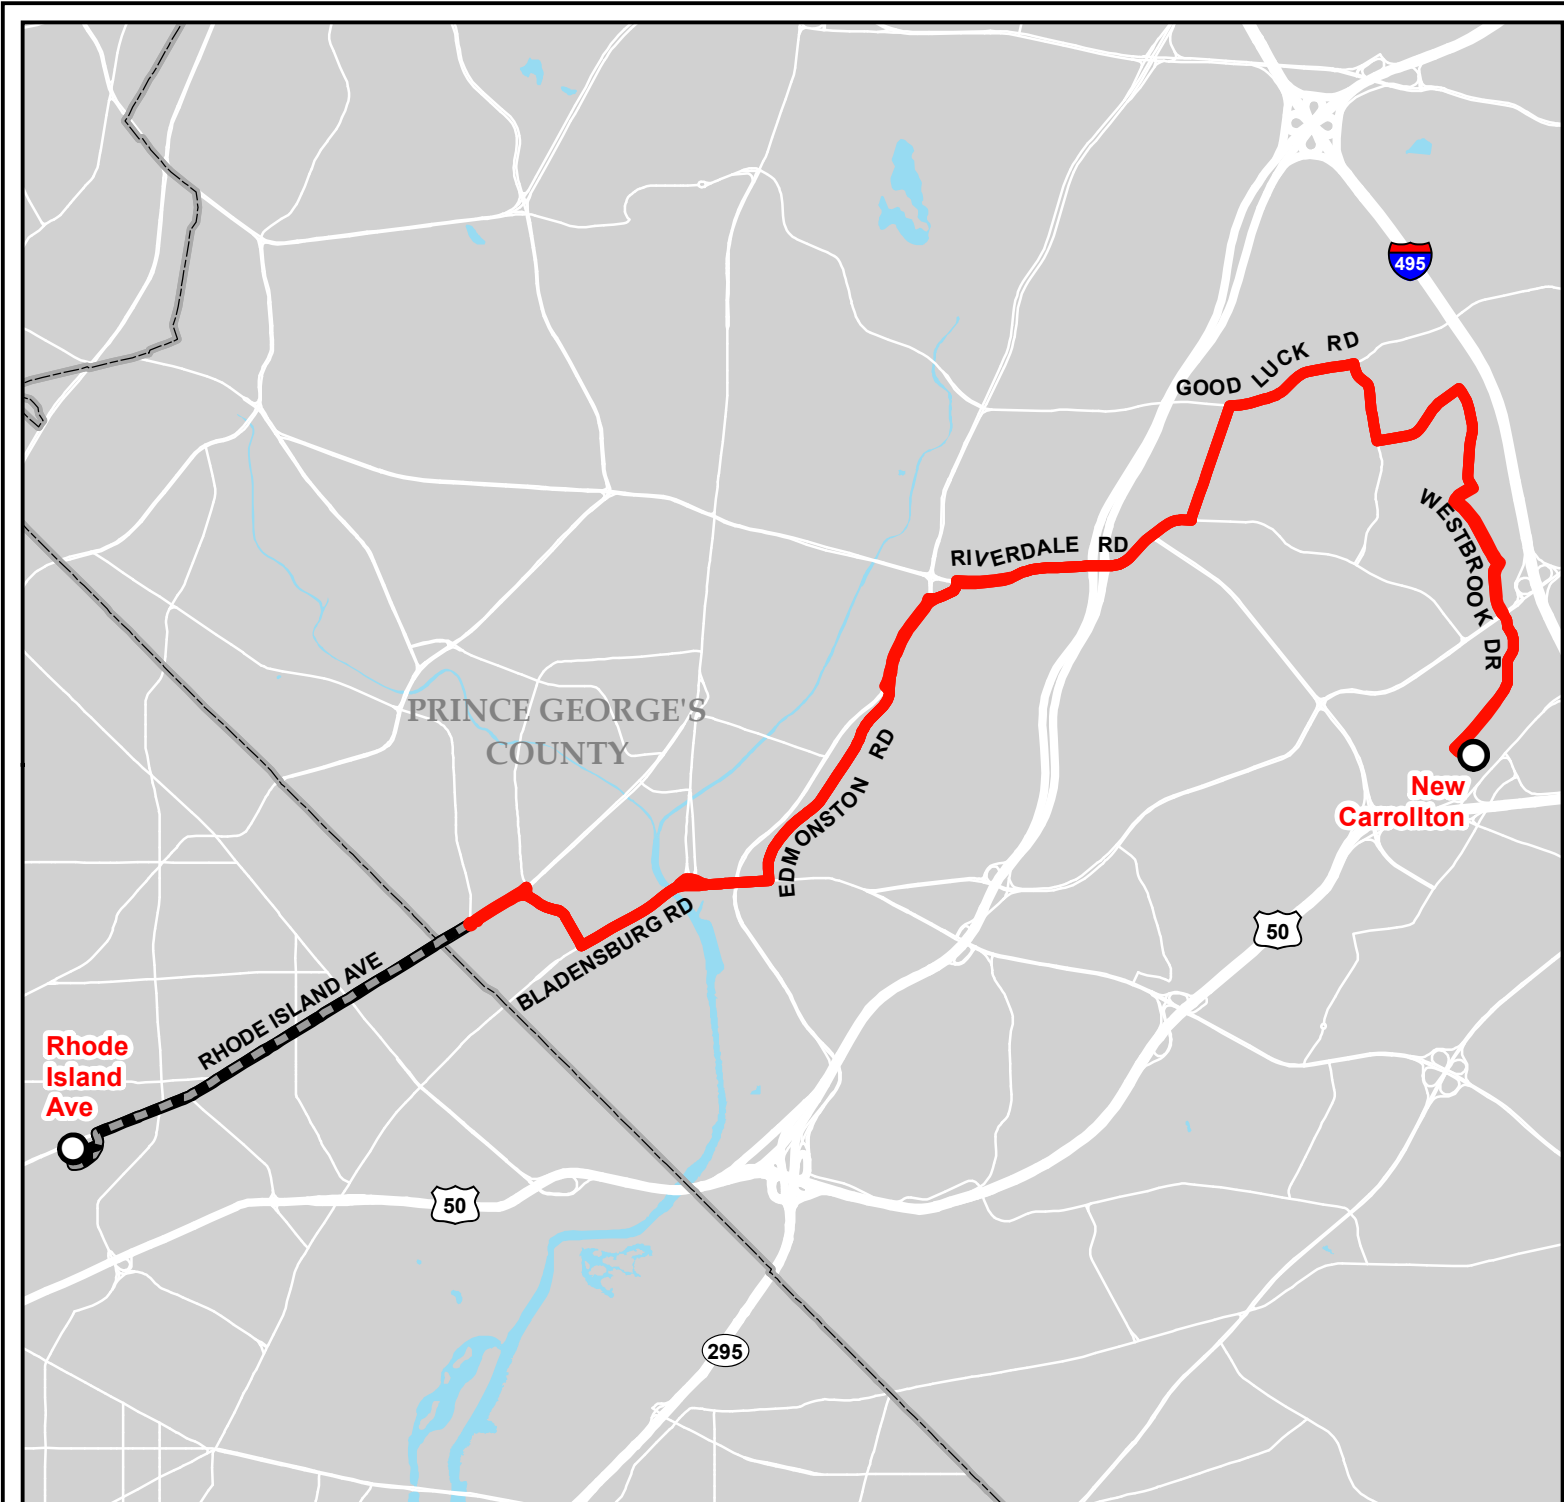 495
GOOD LUCK RD
RIVERDALE RD
WESTBROOK DR
PRINCE GEORGE'S
COUNTY
EDMONSTON RD
New
Carrollton
BLADENSBURG RD
50
RHODE ISLAND AVE
Rhode
Island
Ave
50
295